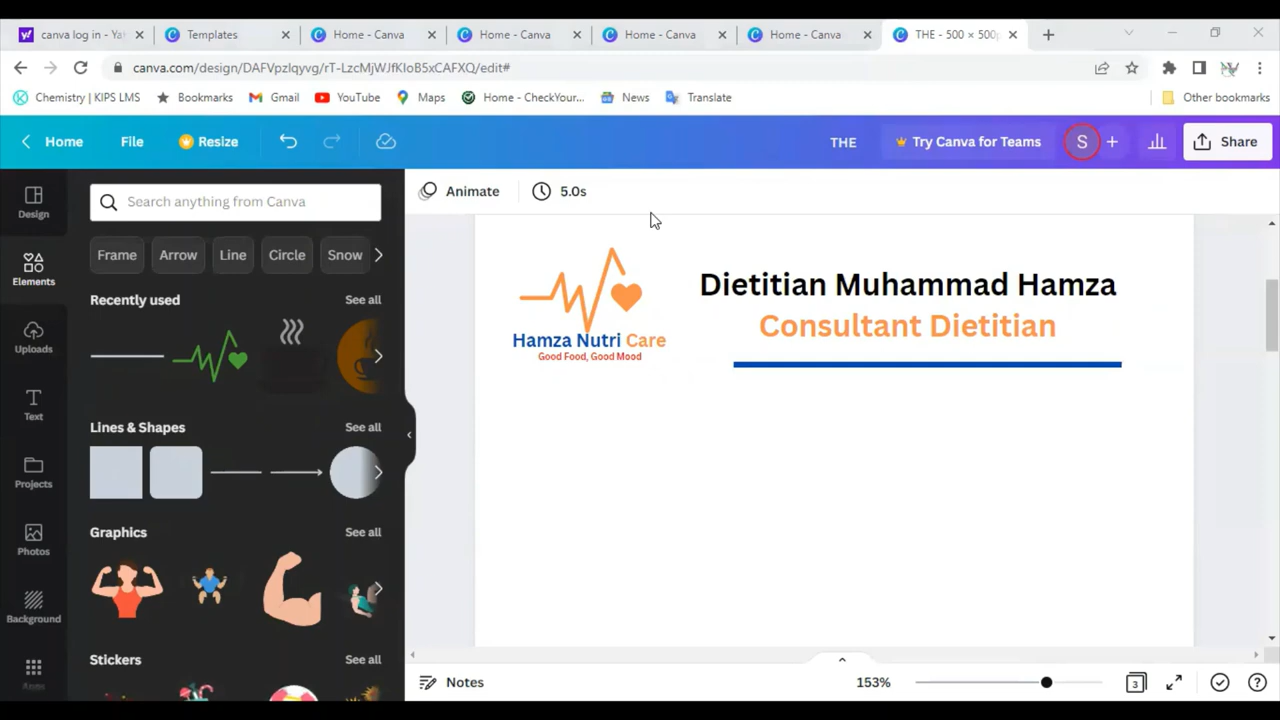 canva log in - Ya
Templates
Home - Canva
Home - Canva
Home - Canva
Home - Canva
THE - 500 × 500
canva.com/design/DAFVpzIqyvg/rT-LzcMjWJfKIoB5xCAFXQ/edit#
Chemistry | KIPS LMS
Bookmarks
Gmail
YouTube
Maps
Home - CheckYour...
News
Translate
Other bookmarks
Home
File
Resize
THE
Try Canva for Teams
S
Share
Design
Elements
Uploads
Text
Projects
Photos
Background
Apps
Search anything from Canva
Frame
Arrow
Line
Circle
Snow
Recently used
See all
Lines & Shapes
See all
Graphics
See all
Stickers
See all
Animate
5.0s
Hamza Nutri Care
Good Food, Good Mood
Dietitian Muhammad Hamza
Consultant Dietitian
Notes
153%
3